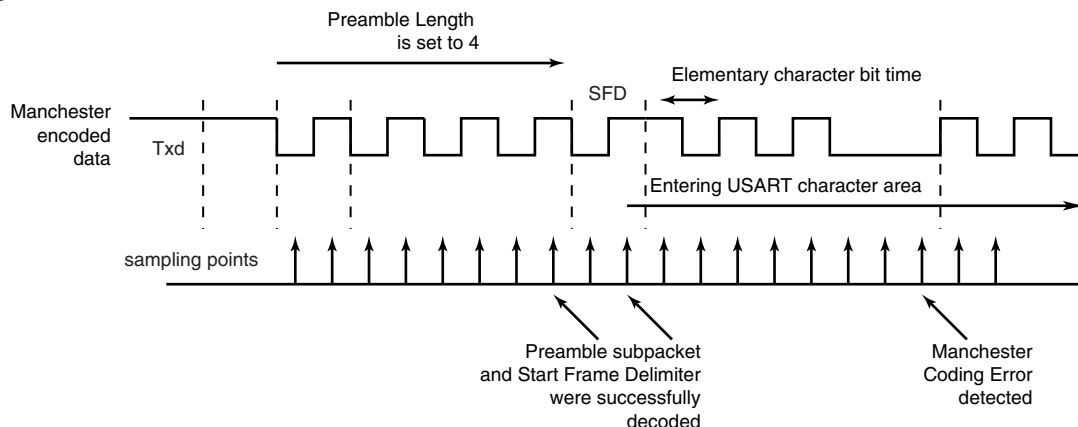 Preamble Length
is set to 4
Elementary character bit time
SFD
Manchester
encoded
data
Txd
Entering USART character area
sampling points
Preamble subpacket
and Start Frame Delimiter
were successfully
decoded
Manchester
Coding Error
detected